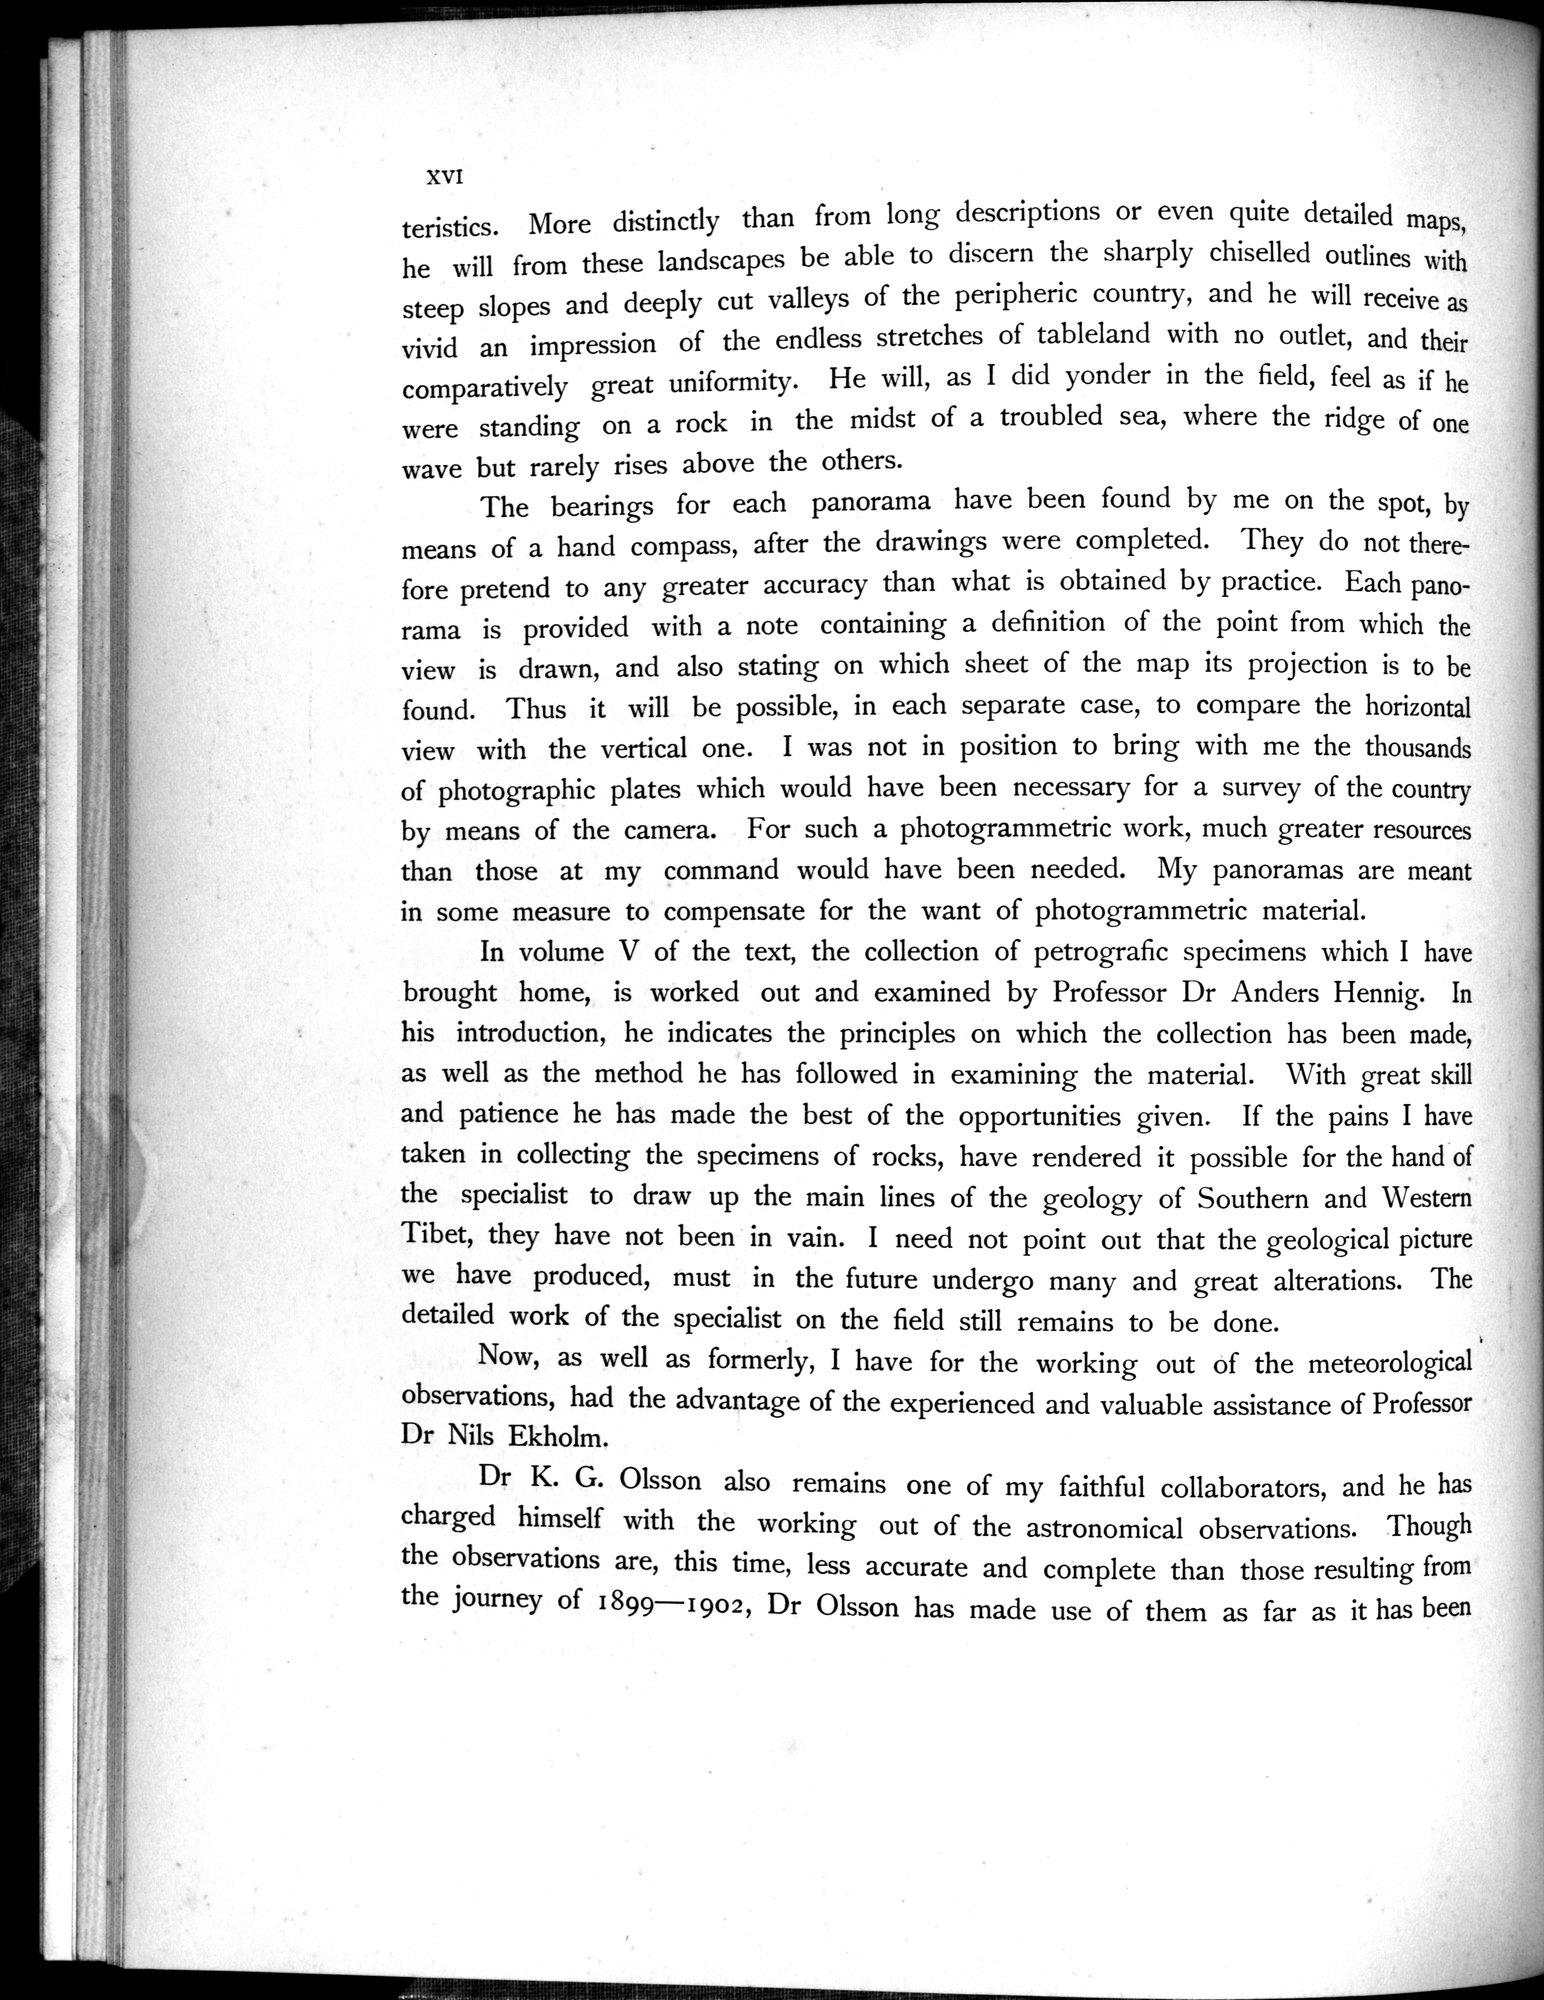 XVI
teristics. More distinctly than from long descriptions or even quite detailed maps,
he will from these landscapes be able to discern the sharply chiselled outlines with
steep slopes and deeply cut valleys of the peripheric country, and he will receive as
vivid an impression of the endless stretches of tableland with no outlet, and their
comparatively great uniformity. He will, as I did yonder in the field, feel as if he
were standing on a rock in the midst of a troubled sea, where the ridge of one
wave but rarely rises above the others.
The bearings for each panorama have been found by me on the spot, by
means of a hand compass, after the drawings were completed. They do not there-
fore pretend to any greater accuracy than what is obtained by practice. Each pano-
rama is provided with a note containing a definition of the point from which the
view is drawn, and also stating on which sheet of the map its projection is to be
found. Thus it will be possible, in each separate case, to compare the horizontal
view with the vertical one. I was not in position to bring with me the thousands
of photographic plates which would have been necessary for a survey of the country
by means of the camera. For such a photogrammetric work, much greater resources
than those at my command would have been needed. My panoramas are meant
in some measure to compensate for the want of photogrammetric material.
In volume V of the text, the collection of petrografic specimens which I have
brought home, is worked out and examined by Professor Dr Anders Hennig. In
his introduction, he indicates the principles on which the collection has been made,
as well as the method he has followed in examining the material. With great skill
and patience he has made the best of the opportunities given. If the pains I have
taken in collecting the specimens of rocks, have rendered it possible for the hand of
the specialist to draw up the main lines of the geology of Southern and Western
Tibet, they have not been in vain. I need not point out that the geological picture
we have produced, must in the future undergo many and great alterations. The
detailed work of the specialist on the field still remains to be done.
Now, as well as formerly, I have for the working out of the meteorological
observations, had the advantage of the experienced and valuable assistance of Professor
Dr Nils Ekholm.
Dr K. G. Olsson also remains one of my faithful collaborators, and he has
charged himself with the working out of the astronomical observations. Though
the observations are, this time, less accurate and complete than those resulting from
the journey of 1899—1902, Dr Olsson has made use of them as far as it has been